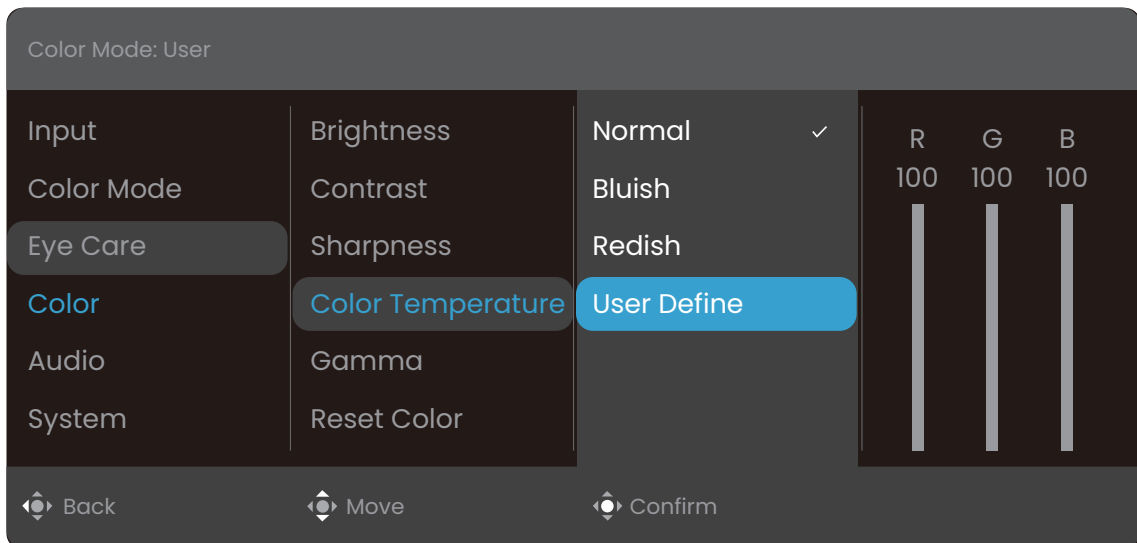 Color Mode: User
Input
Color Mode
Eye Care
Color
Audio
System
Brightness
Contrast
Sharpness
Color Temperature
Gamma
Reset Color
Normal
Bluish
Redish
User Define
R G B
100 100 100
Back Move Confirm